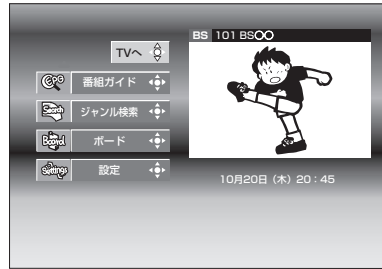 BS 101 BS〇〇
TVへ
EPG 番組ガイド
Search ジャンル検索
Board ボード
Settings 設定
10月20日（木）20：45